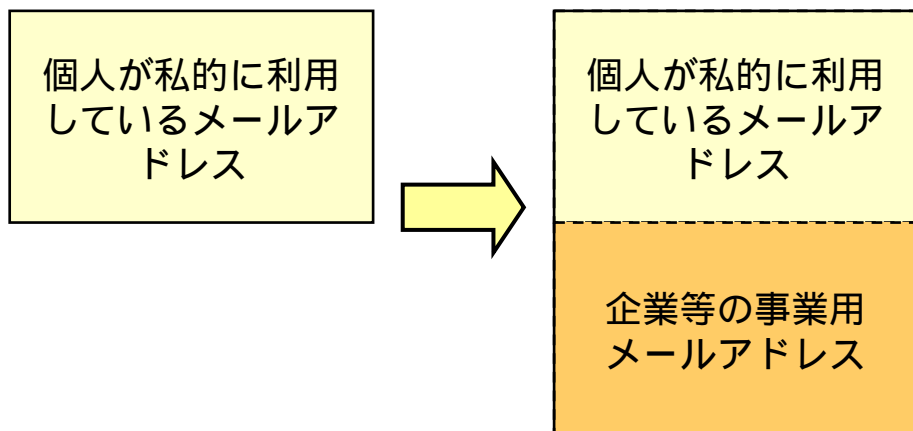 個人が私的に利用
しているメールア
ドレス
個人が私的に利用
しているメールア
ドレス
企業等の事業用
メールアドレス